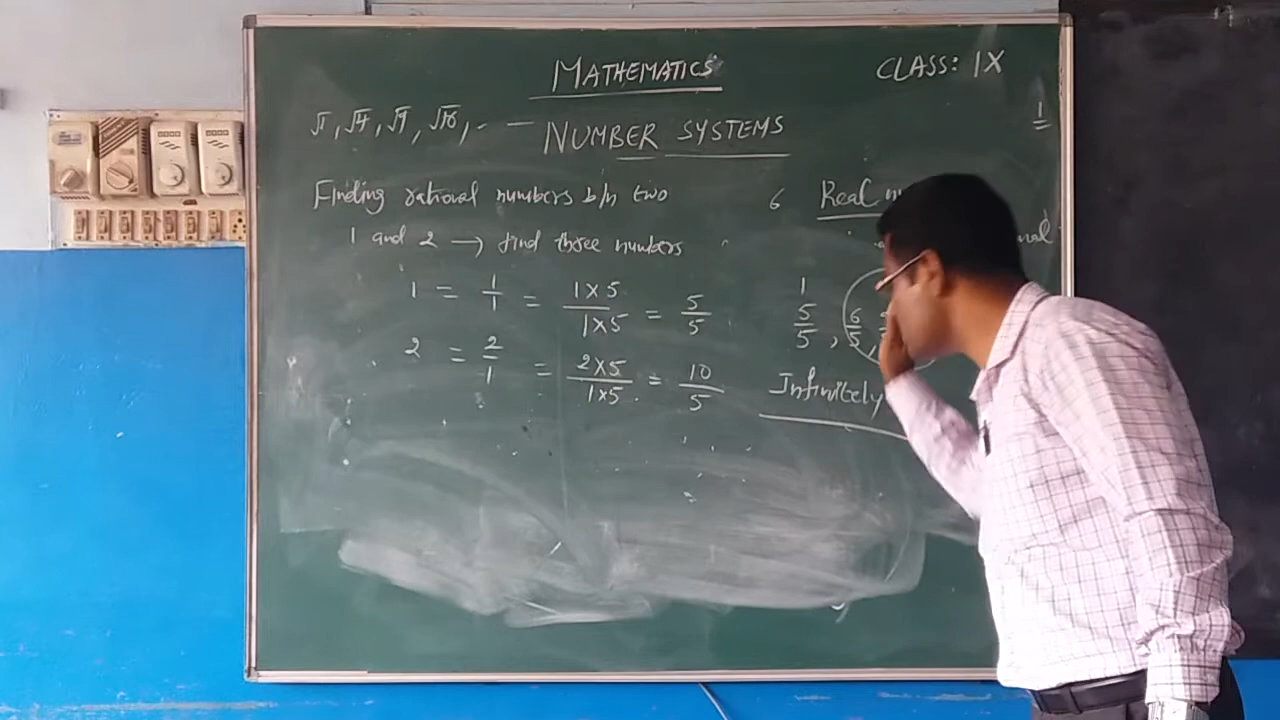 MATHEMATICS
CLASS: IX
1
√1, √4, √9, √16, - —
NUMBER SYSTEMS
Finding rational numbers b/n two
1 and 2 → find three numbers
1 = 1/1 = 1×5/1×5 = 5/5
2 = 2/1 = 2×5/1×5 = 10/5
6 Real
1
5/5, 6/5,
Infinitely